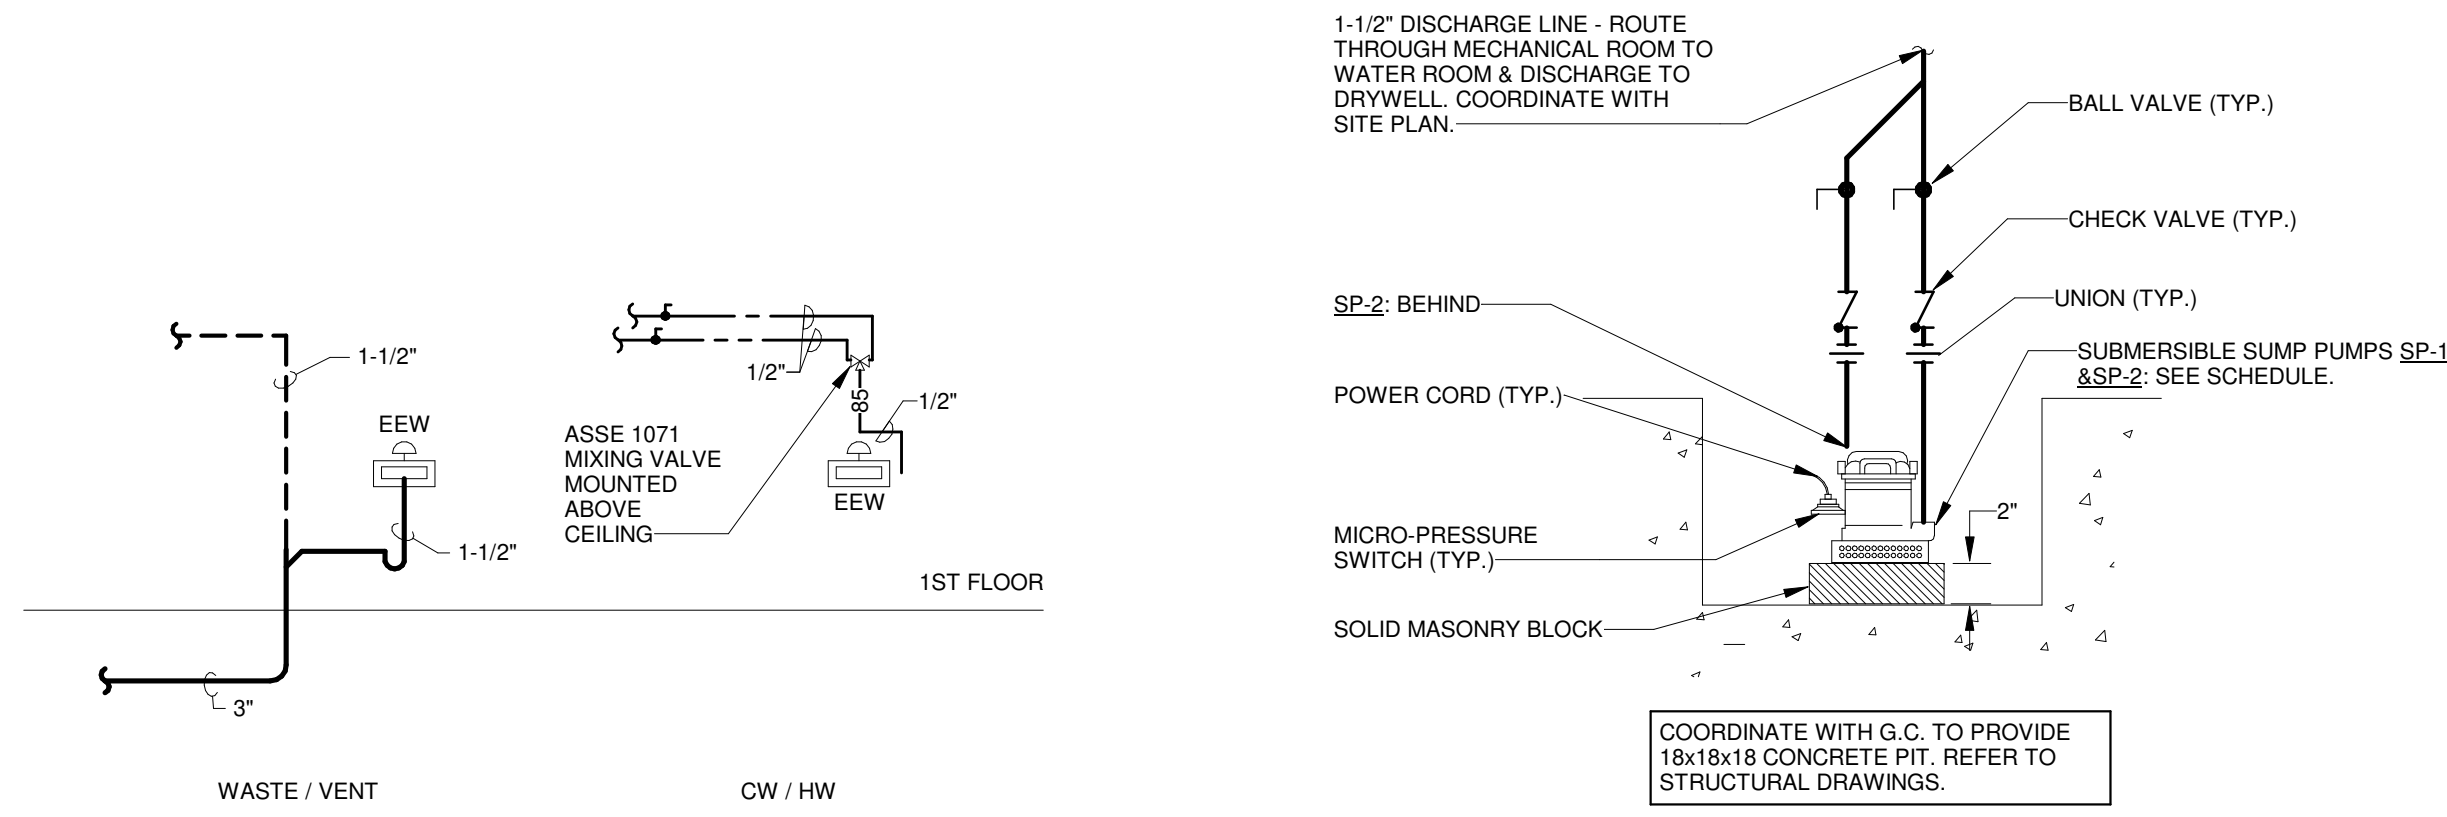 1-1/2"
EEW
1-1/2"
3"
WASTE / VENT
1/2"
85
1/2"
EEW
ASSE 1071
MIXING VALVE
MOUNTED
ABOVE
CEILING
1ST FLOOR
CW / HW
1-1/2" DISCHARGE LINE - ROUTE
THROUGH MECHANICAL ROOM TO
WATER ROOM & DISCHARGE TO
DRYWELL. COORDINATE WITH
SITE PLAN.
SP-2: BEHIND
POWER CORD (TYP.)
MICRO-PRESSURE
SWITCH (TYP.)
SOLID MASONRY BLOCK
BALL VALVE (TYP.)
CHECK VALVE (TYP.)
UNION (TYP.)
SUBMERSIBLE SUMP PUMPS SP-1
&SP-2: SEE SCHEDULE.
2"
COORDINATE WITH G.C. TO PROVIDE
18x18x18 CONCRETE PIT. REFER TO
STRUCTURAL DRAWINGS.